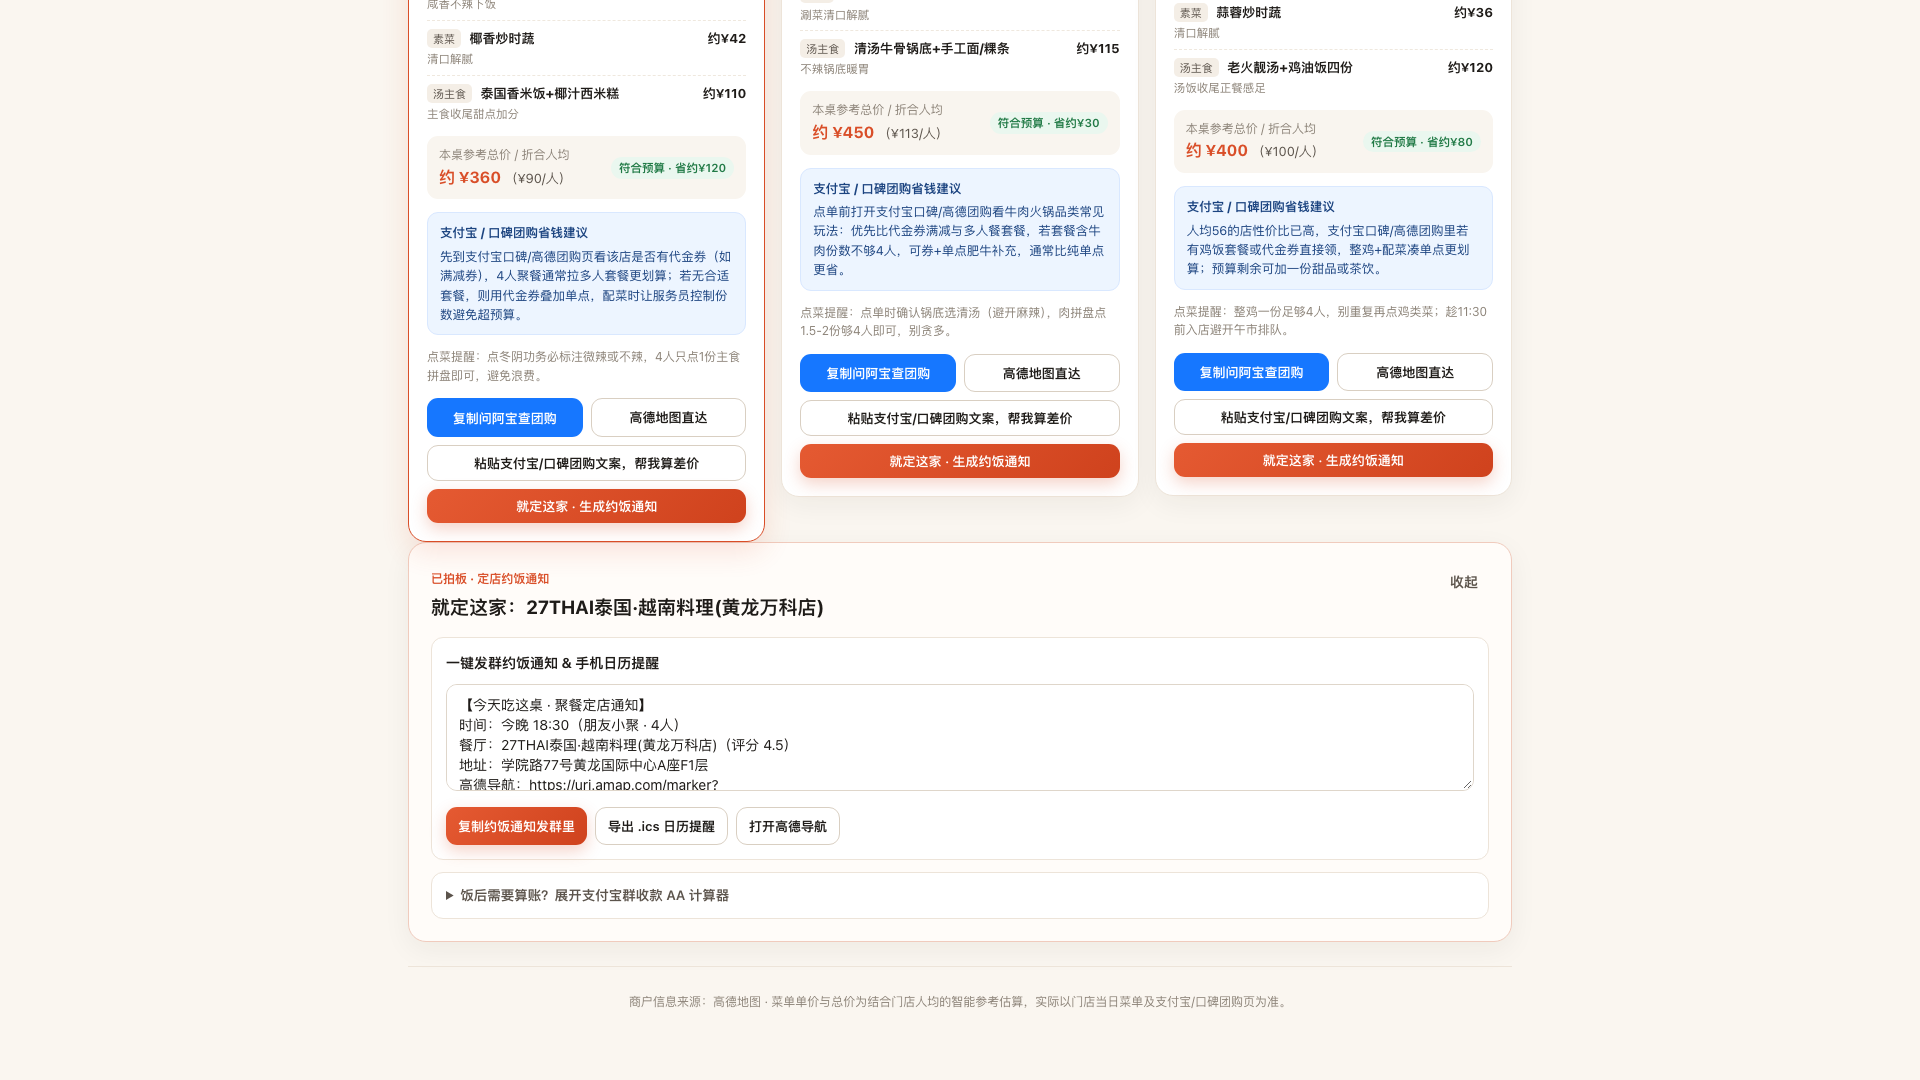 咸香不辣下饭
素菜 椰香炒时蔬 约¥42
清口解腻
汤主食 泰国香米饭+椰汁西米糕 约¥110
主食收尾甜点加分
本桌参考总价 / 折合人均
约 ¥360 (¥90/人)
符合预算 · 省约¥120
支付宝 / 口碑团购省钱建议
先到支付宝口碑/高德团购页看该店是否有代金券（如
满减券），4人聚餐通常拉多人套餐更划算；若无合适
套餐，则用代金券叠加单点，配菜时让服务员控制份
数避免超预算。
点菜提醒：点冬阴功务必标注微辣或不辣，4人只点1份主食
拼盘即可，避免浪费。
复制问阿宝查团购
高德地图直达
粘贴支付宝/口碑团购文案，帮我算差价
就定这家 · 生成约饭通知
涮菜清口解腻
汤主食 清汤牛骨锅底+手工面/粿条 约¥115
不辣锅底暖胃
本桌参考总价 / 折合人均
约 ¥450 (¥113/人)
符合预算 · 省约¥30
支付宝 / 口碑团购省钱建议
点单前打开支付宝口碑/高德团购看牛肉火锅品类常见
玩法：优先比代金券满减与多人餐套餐，若套餐含牛
肉份数不够4人，可券+单点肥牛补充，通常比纯单点
更省。
点菜提醒：点单时确认锅底选清汤（避开麻辣），肉拼盘点
1.5-2份够4人即可，别贪多。
复制问阿宝查团购
高德地图直达
粘贴支付宝/口碑团购文案，帮我算差价
就定这家 · 生成约饭通知
素菜 蒜蓉炒时蔬 约¥36
清口解腻
汤主食 老火靓汤+鸡油饭四份 约¥120
汤饭收尾正餐感足
本桌参考总价 / 折合人均
约 ¥400 (¥100/人)
符合预算 · 省约¥80
支付宝 / 口碑团购省钱建议
人均56的店性价比已高，支付宝口碑/高德团购里若
有鸡饭套餐或代金券直接领，整鸡+配菜凑单点更划
算；预算剩余可加一份甜品或茶饮。
点菜提醒：整鸡一份足够4人，别重复再点鸡类菜；趁11:30
前入店避开午市排队。
复制问阿宝查团购
高德地图直达
粘贴支付宝/口碑团购文案，帮我算差价
就定这家 · 生成约饭通知
已拍板 · 定店约饭通知
收起
就定这家：27THAI泰国·越南料理(黄龙万科店)
一键发群约饭通知 & 手机日历提醒
【今天吃这桌 · 聚餐定店通知】
时间：今晚 18:30（朋友小聚 · 4人）
餐厅：27THAI泰国·越南料理(黄龙万科店)（评分 4.5）
地址：学院路77号黄龙国际中心A座F1层
高德导航：https://uri.amap.com/marker?
复制约饭通知发群里
导出 .ics 日历提醒
打开高德导航
▶ 饭后需要算账？展开支付宝群收款 AA 计算器
商户信息来源：高德地图 · 菜单单价与总价为结合门店人均的智能参考估算，实际以门店当日菜单及支付宝/口碑团购页为准。